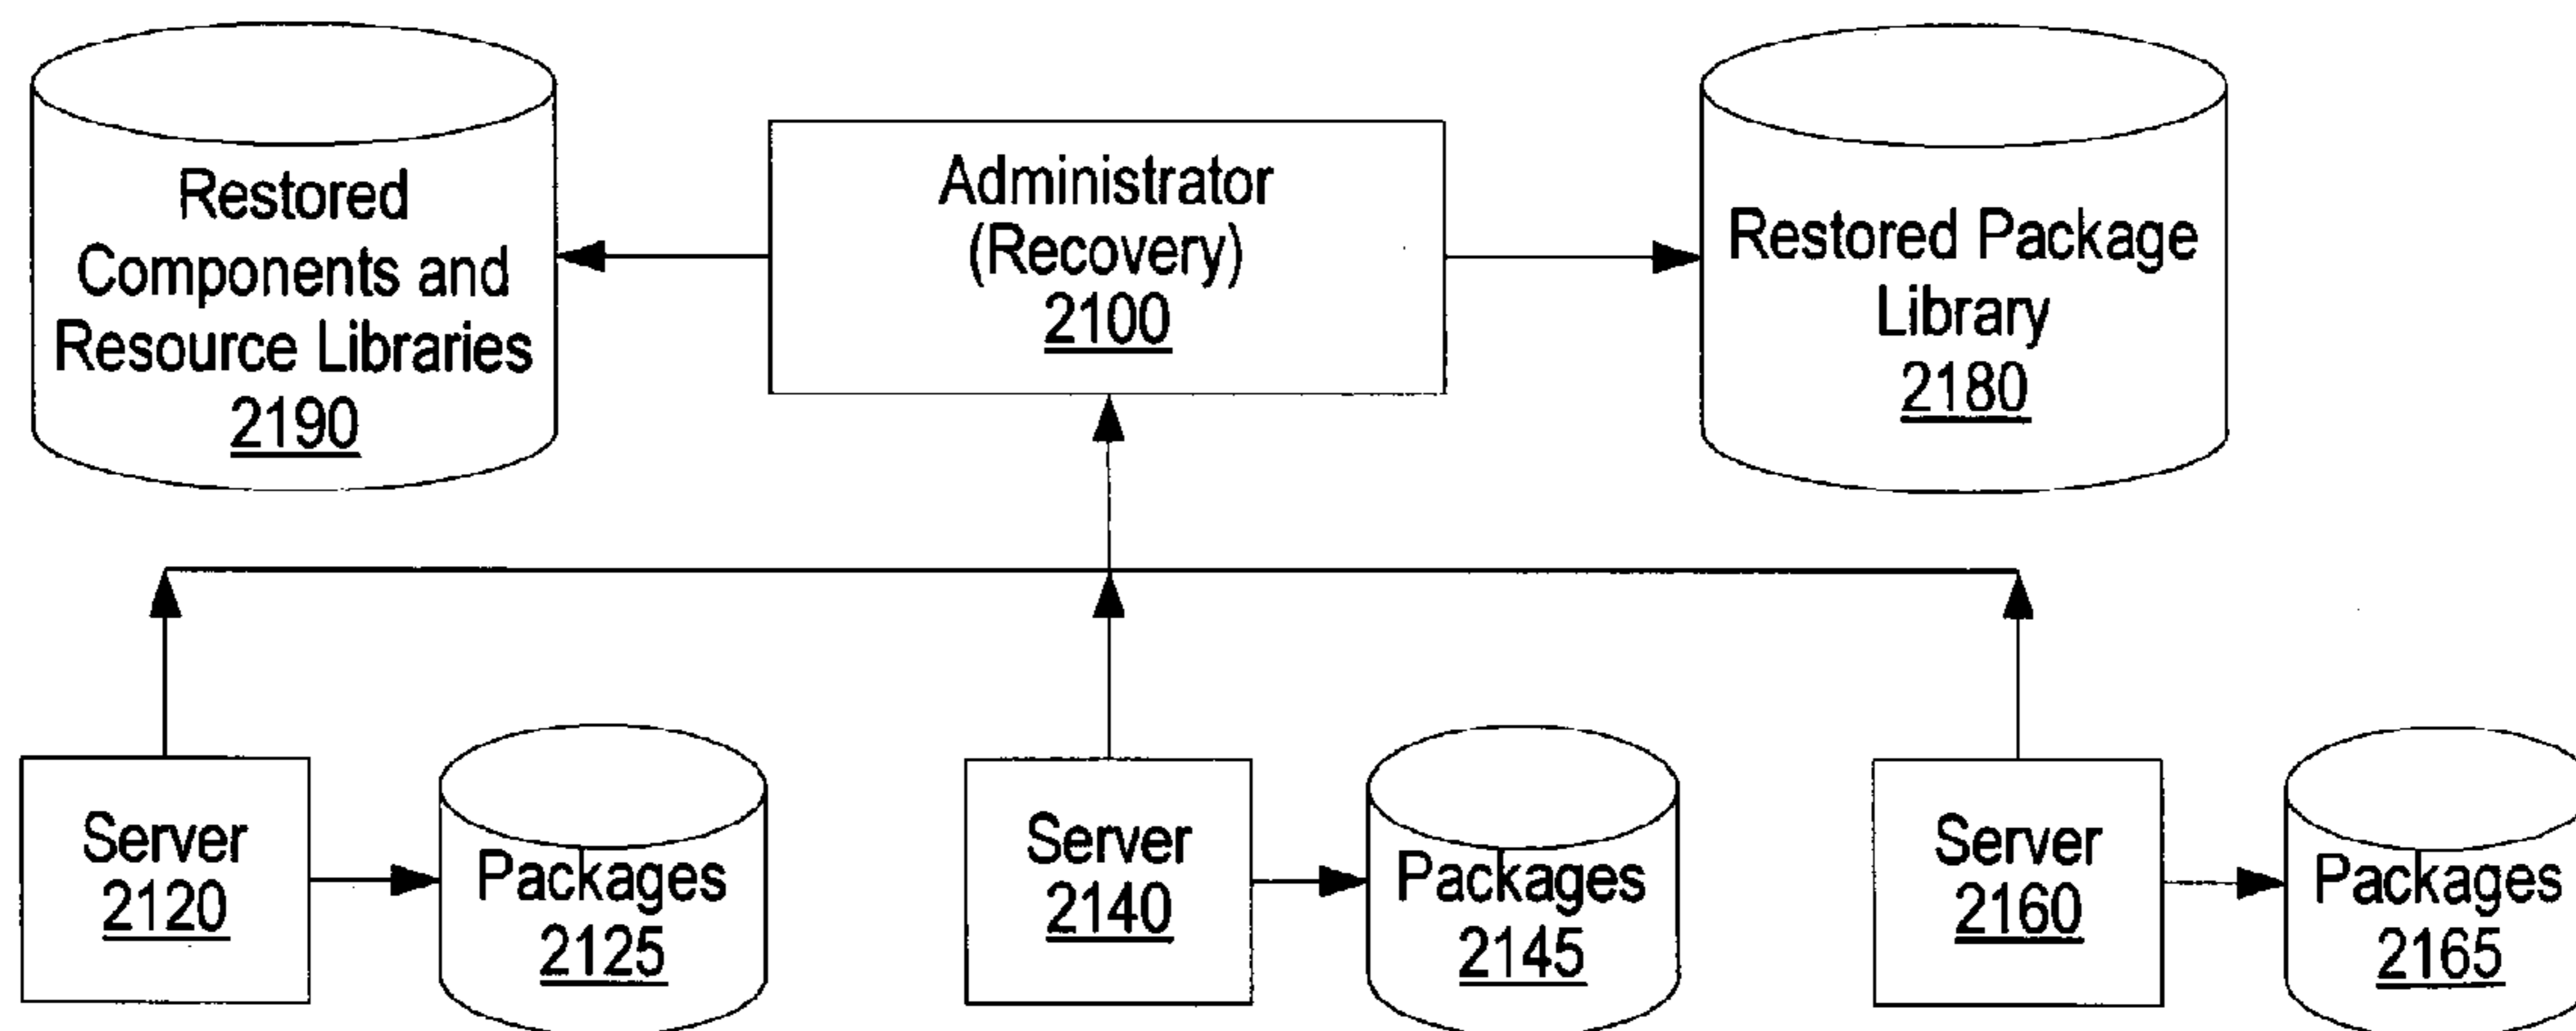 Restored
Components and
Resource Libraries
2190
Administrator
(Recovery)
2100
Restored Package
Library
2180
Server
2120
Packages
2125
Server
2140
Packages
2145
Server
2160
Packages
2165